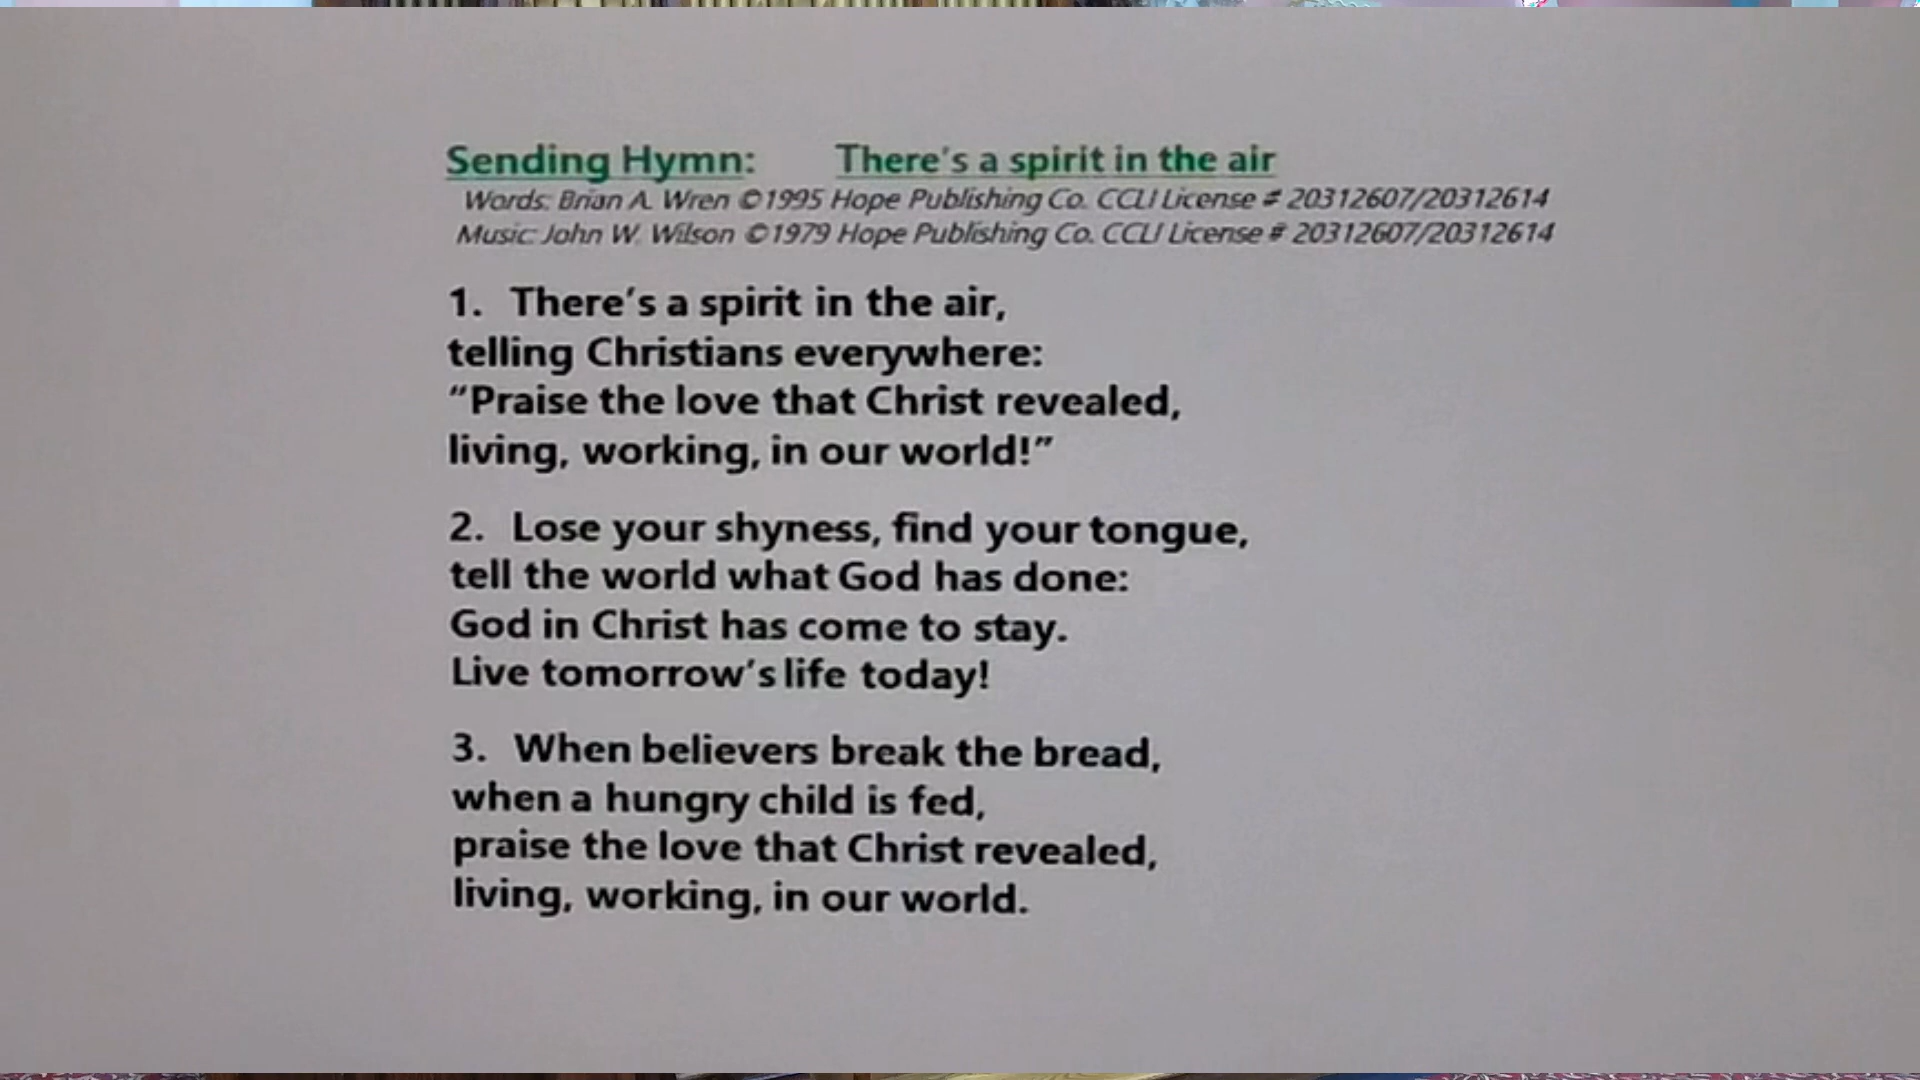 Sending Hymn: There's a spirit in the air
Words: Brian A. Wren ©1995 Hope Publishing Co. CCLI License # 20312607/20312614
Music: John W. Wilson ©1979 Hope Publishing Co. CCLI License # 20312607/20312614
1. There’s a spirit in the air,
telling Christians everywhere:
“Praise the love that Christ revealed,
living, working, in our world!”
2. Lose your shyness, find your tongue,
tell the world what God has done:
God in Christ has come to stay.
Live tomorrow’s life today!
3. When believers break the bread,
when a hungry child is fed,
praise the love that Christ revealed,
living, working, in our world.